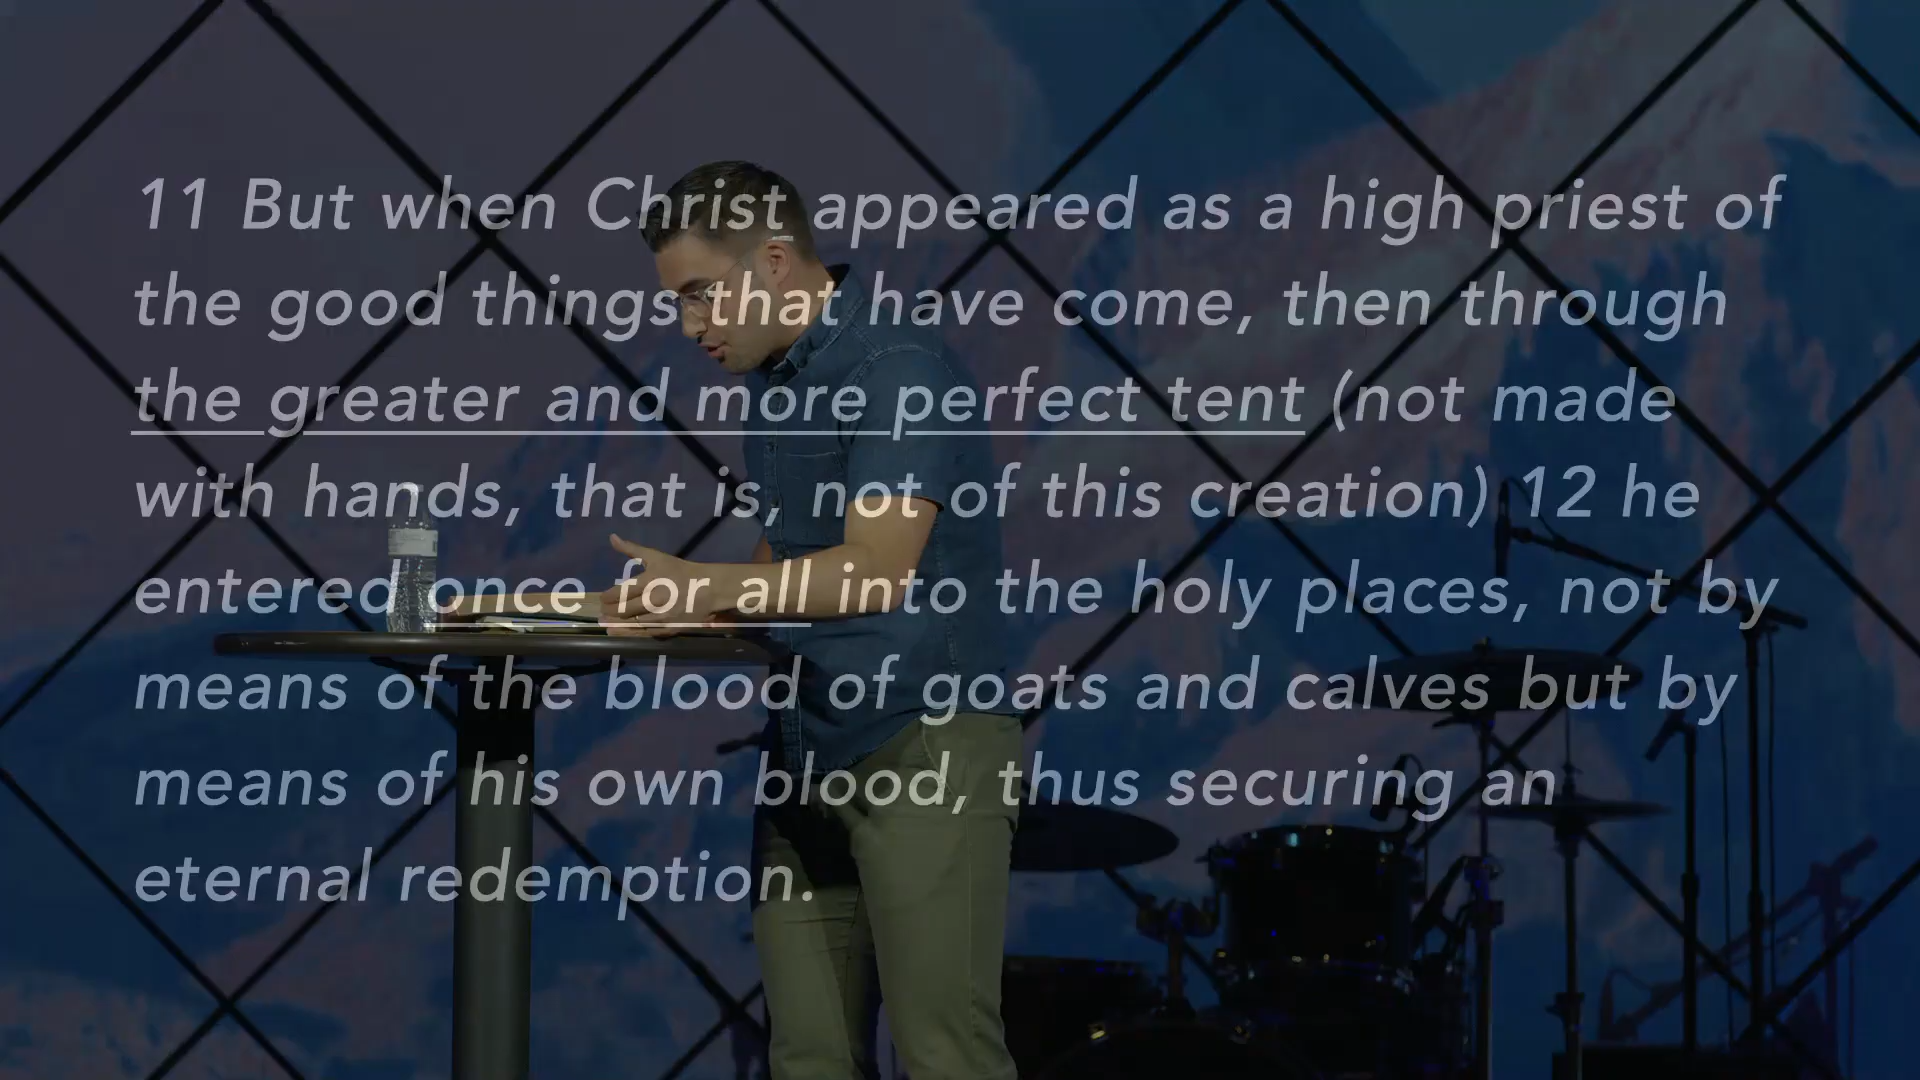 11 But when Christ appeared as a high priest of
the good things that have come, then through
the greater and more perfect tent (not made
with hands, that is, not of this creation) 12 he
entered once for all into the holy places, not by
means of the blood of goats and calves but by
means of his own blood, thus securing an
eternal redemption.